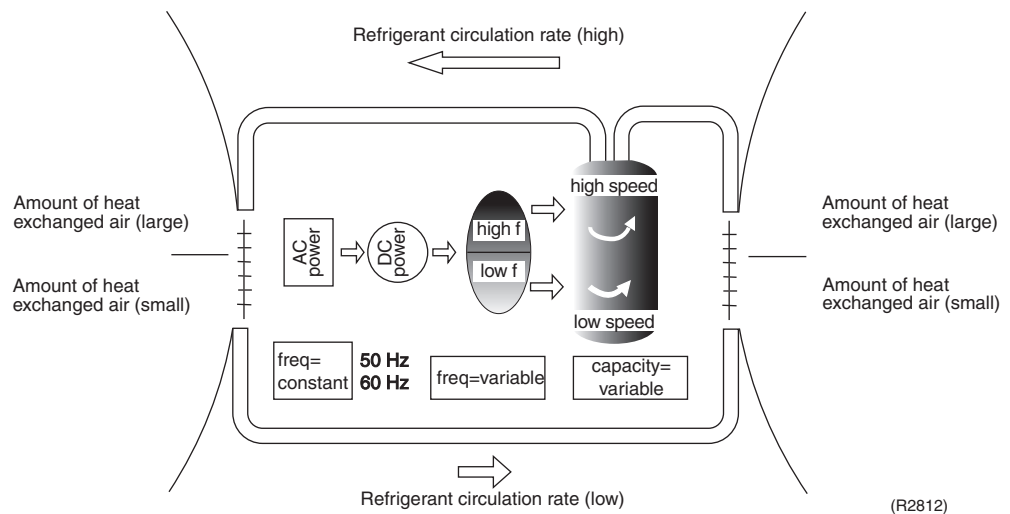 Refrigerant circulation rate (high)
high speed
Amount of heat
exchanged air (large)
Amount of heat
exchanged air (large)
AC
power
DC
power
high f
low f
Amount of heat
exchanged air (small)
Amount of heat
exchanged air (small)
low speed
freq=
constant
50 Hz
60 Hz
freq=variable
capacity=
variable
Refrigerant circulation rate (low)
(R2812)